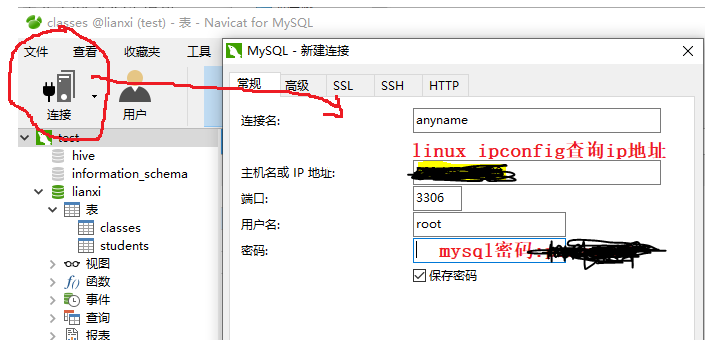 classes @lianxi (test) - 表 - Navicat for MySQL
文件 查看 收藏夹 工具
连接 用户
test
hive
information_schema
lianxi
表
classes
students
视图
函数
事件
查询
报表
MySQL - 新建连接
常规 高级 SSL SSH HTTP
连接名: anyname
linux ipconfig查询ip地址
主机名或 IP 地址:
端口: 3306
用户名: root
密码: mysql密码:
保存密码